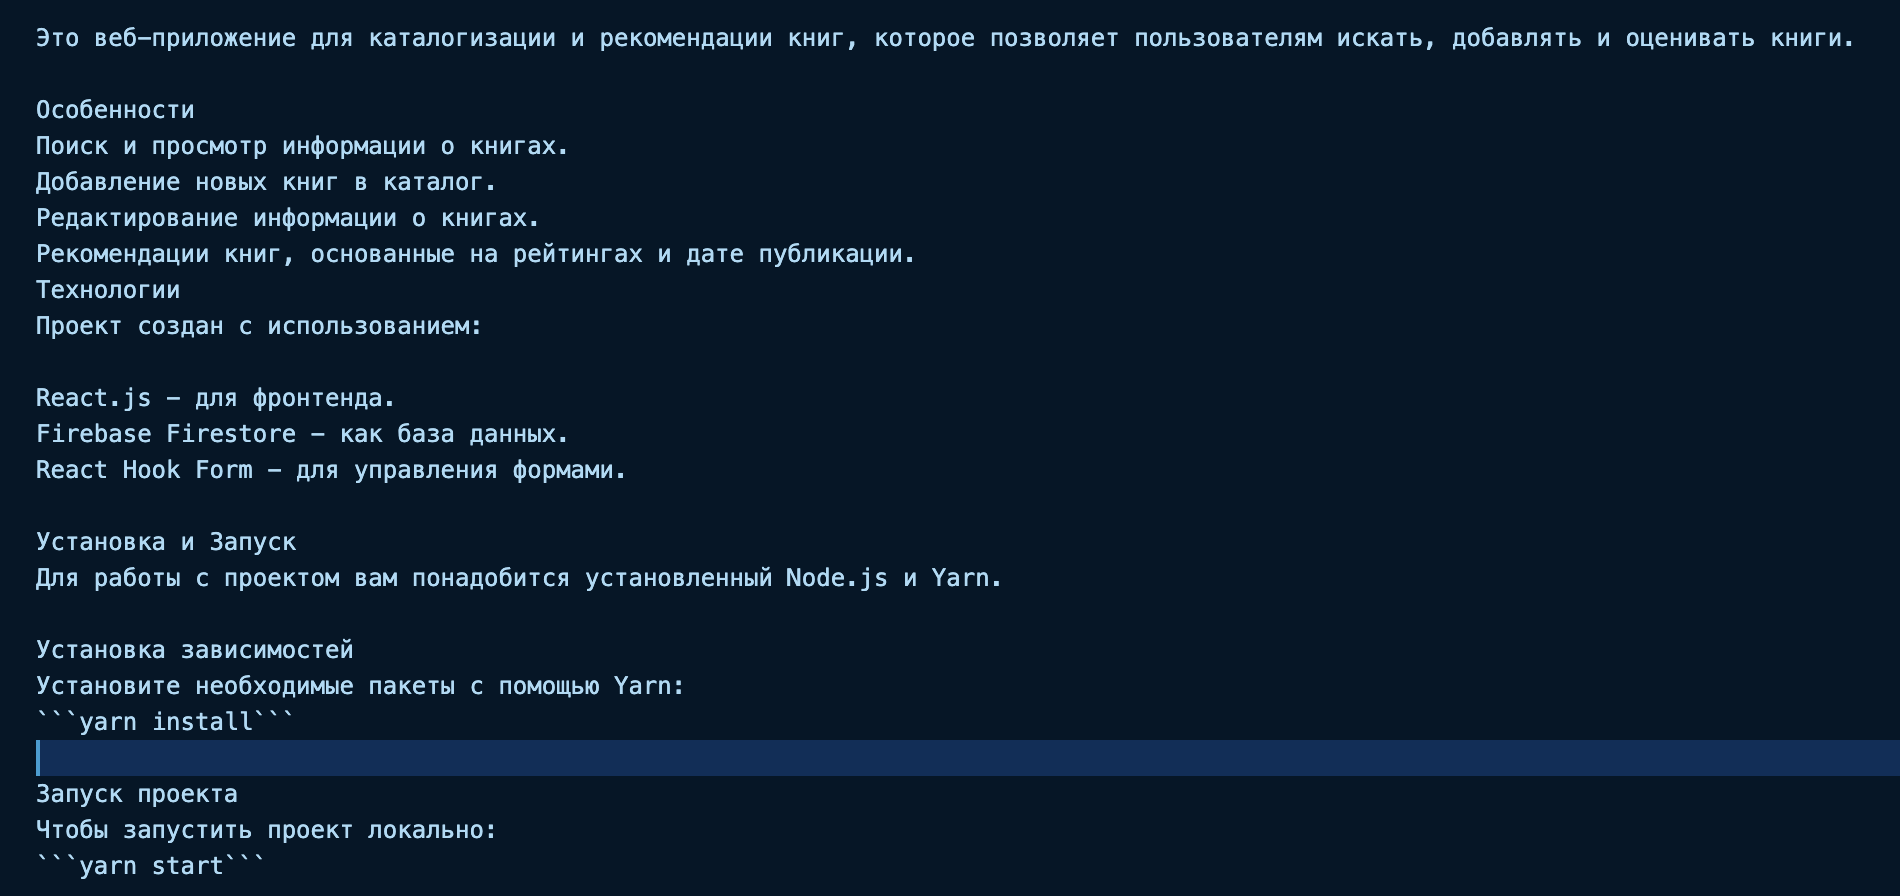 Это веб-приложение для каталогизации и рекомендации книг, которое позволяет пользователям искать, добавлять и оценивать книги.
Особенности
Поиск и просмотр информации о книгах.
Добавление новых книг в каталог.
Редактирование информации о книгах.
Рекомендации книг, основанные на рейтингах и дате публикации.
Технологии
Проект создан с использованием:
React.js – для фронтенда.
Firebase Firestore – как база данных.
React Hook Form – для управления формами.
Установка и Запуск
Для работы с проектом вам понадобится установленный Node.js и Yarn.
Установка зависимостей
Установите необходимые пакеты с помощью Yarn:
```yarn install```
Запуск проекта
Чтобы запустить проект локально:
```yarn start```